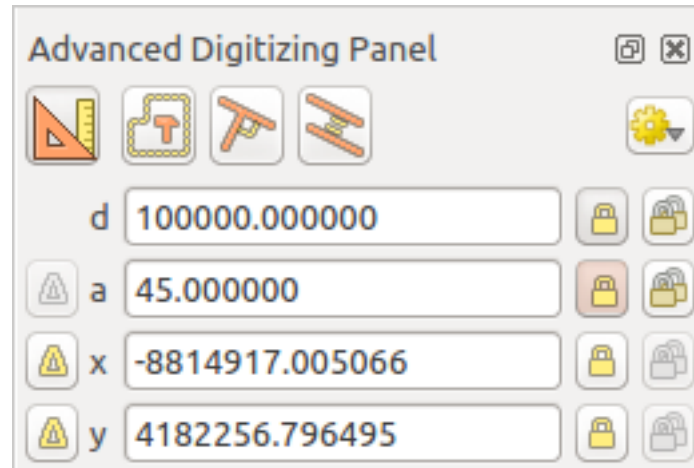 Advanced Digitizing Panel
d 100000.000000
a 45.000000
x -8814917.005066
y 4182256.796495